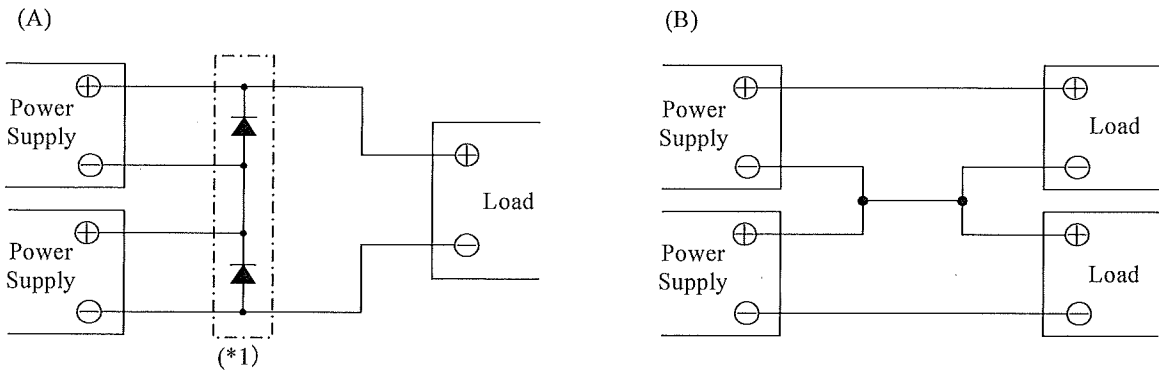 (A)
Power
Supply
+
−
Power
Supply
+
−
(*1)
+
−
Load
(B)
Power
Supply
+
−
Power
Supply
+
−
+
−
Load
+
−
Load